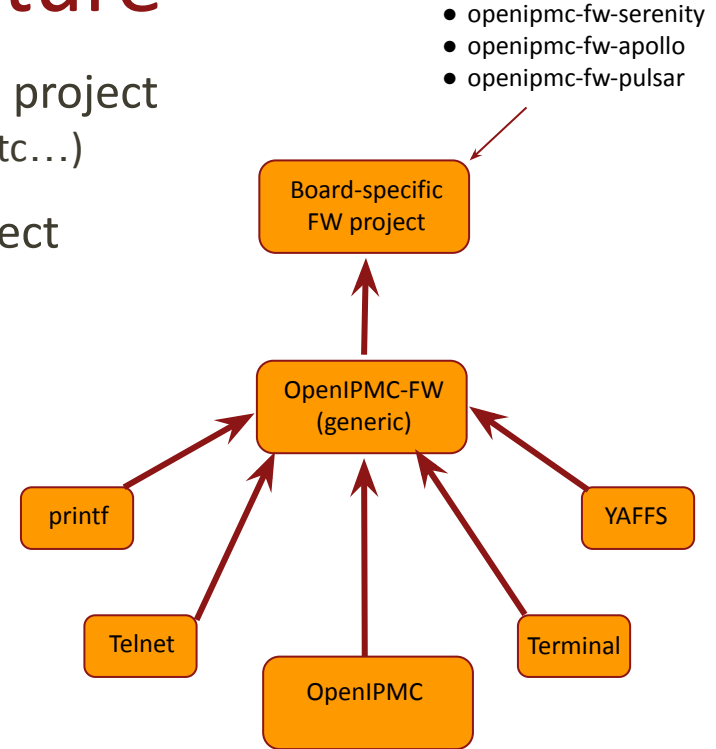 ● openipmc-fw-serenity
● openipmc-fw-apollo
● openipmc-fw-pulsar
project
tc…)
ect
Board-specific
FW project
OpenIPMC-FW
(generic)
printf
YAFFS
Telnet
Terminal
OpenIPMC